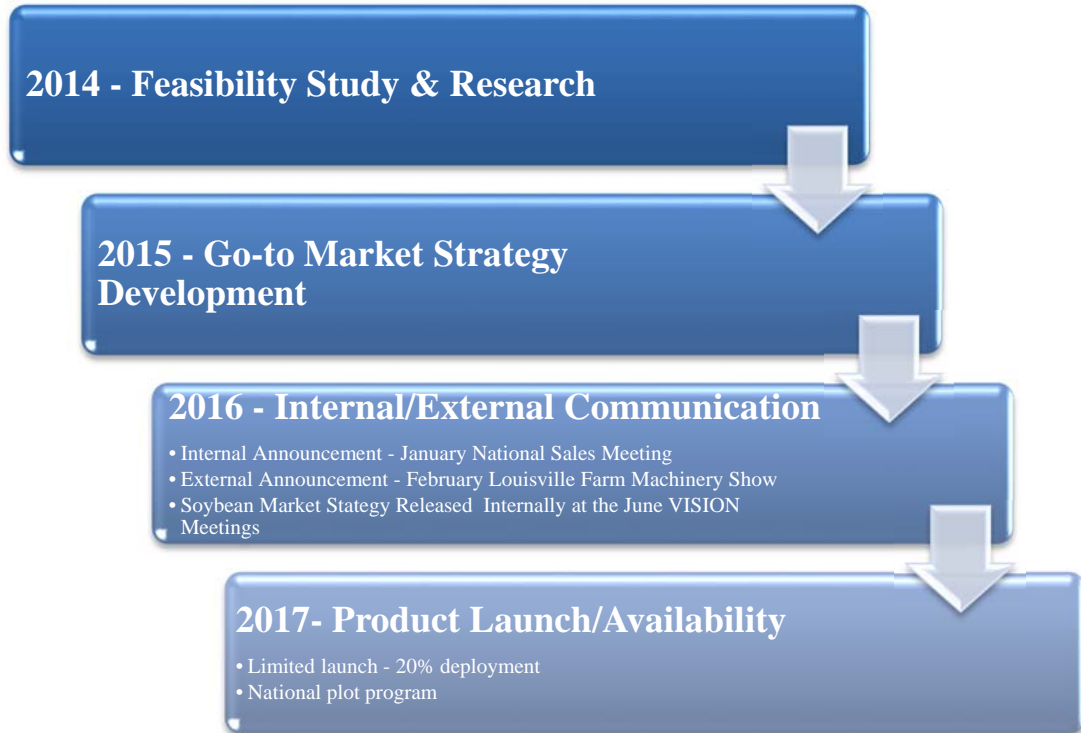 2014 - Feasibility Study & Research
2015 - Go-to Market Strategy
Development
2016 - Internal/External Communication
• Internal Announcement - January National Sales Meeting
• External Announcement - February Louisville Farm Machinery Show
• Soybean Market Stategy Released Internally at the June VISION
Meetings
2017- Product Launch/Availability
• Limited launch - 20% deployment
• National plot program